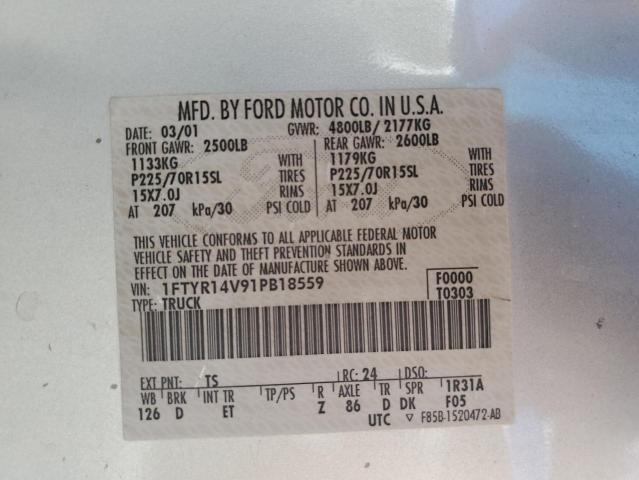 MFD. BY FORD MOTOR CO. IN U.S.A.
DATE: 03/01 GVWR: 4800LB/ 2177KG
FRONT GAWR: 2500LB REAR GAWR: 2600LB
1133KG WITH 1179KG WITH
P225/70R15SL TIRES P225/70R15SL TIRES
15X7.0J RIMS 15X7.0J RIMS
AT 207 kPa/30 PSI COLD AT 207 kPa/30 PSI COLD
THIS VEHICLE CONFORMS TO ALL APPLICABLE FEDERAL MOTOR
VEHICLE SAFETY AND THEFT PREVENTION STANDARDS IN
EFFECT ON THE DATE OF MANUFACTURE SHOWN ABOVE.
VIN: 1FTYR14V91PB18559 F0000
TYPE: TRUCK T0303
EXT PNT: TS RC: 24 DSO:
WB BRK INT TR TP/PS R AXLE TR SPR 1R31A
126 D ET Z 86 D DK F05
UTC ▽ F85B-1520472-AB